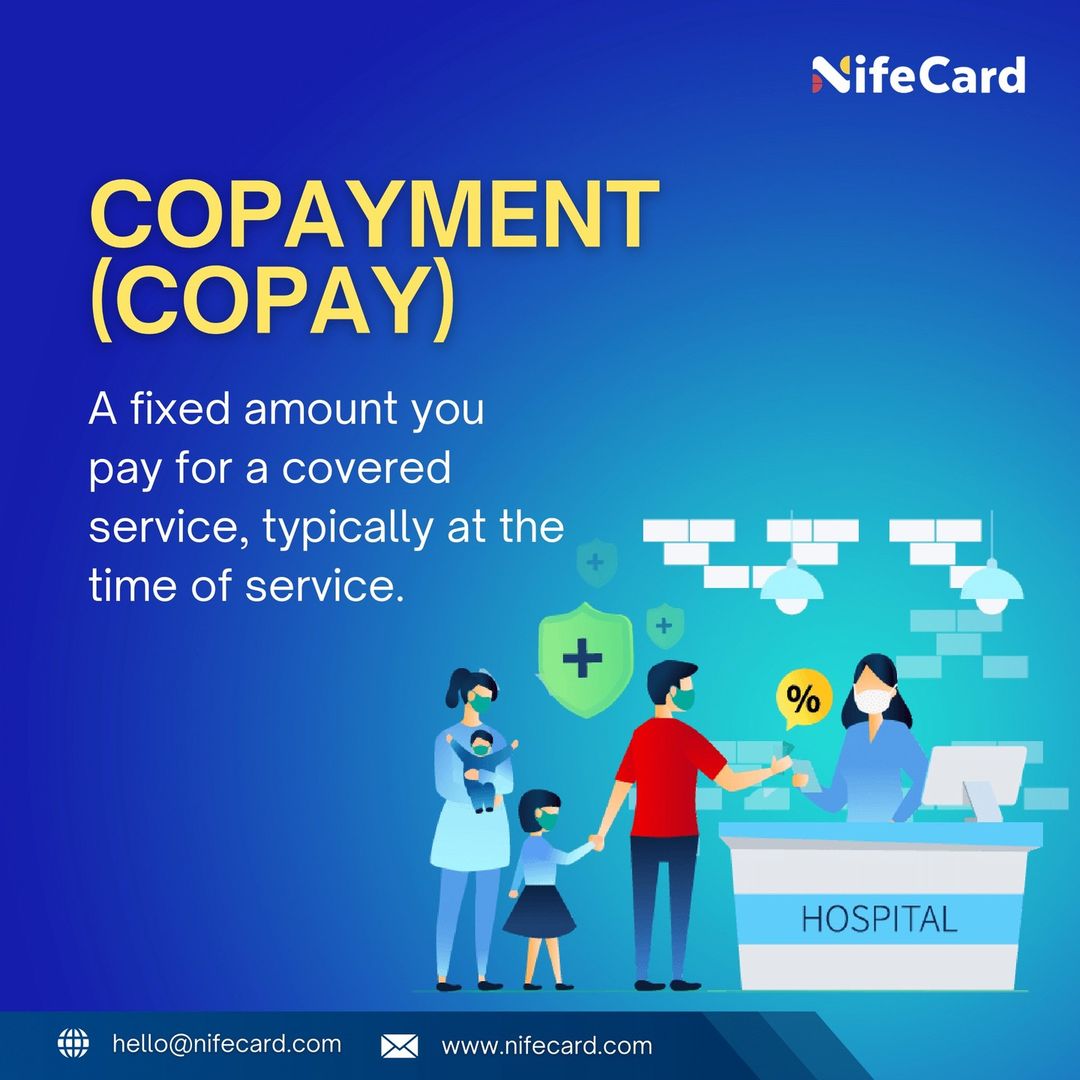 NifeCard
COPAYMENT
(COPAY)
A fixed amount you
pay for a covered
service, typically at the
time of service.
%
HOSPITAL
hello@nifecard.com
www.nifecard.com